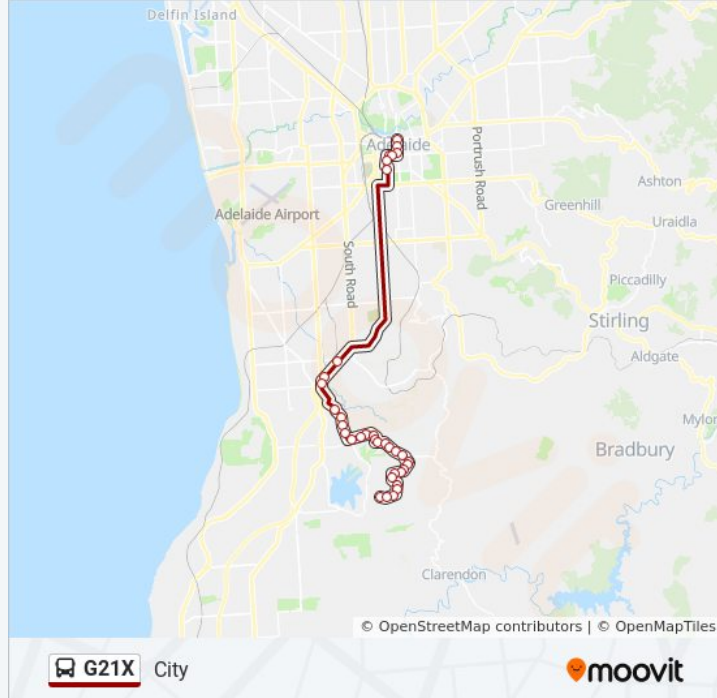 Delfin Island
Adelaide
Portrush Road
Ashton
Greenhill
Adelaide Airport
Uraidla
South Road
Piccadilly
Stirling
Aldgate
Mylor
Bradbury
Clarendon
© OpenStreetMap contributors | © OpenMapTiles
G21X City
moovit